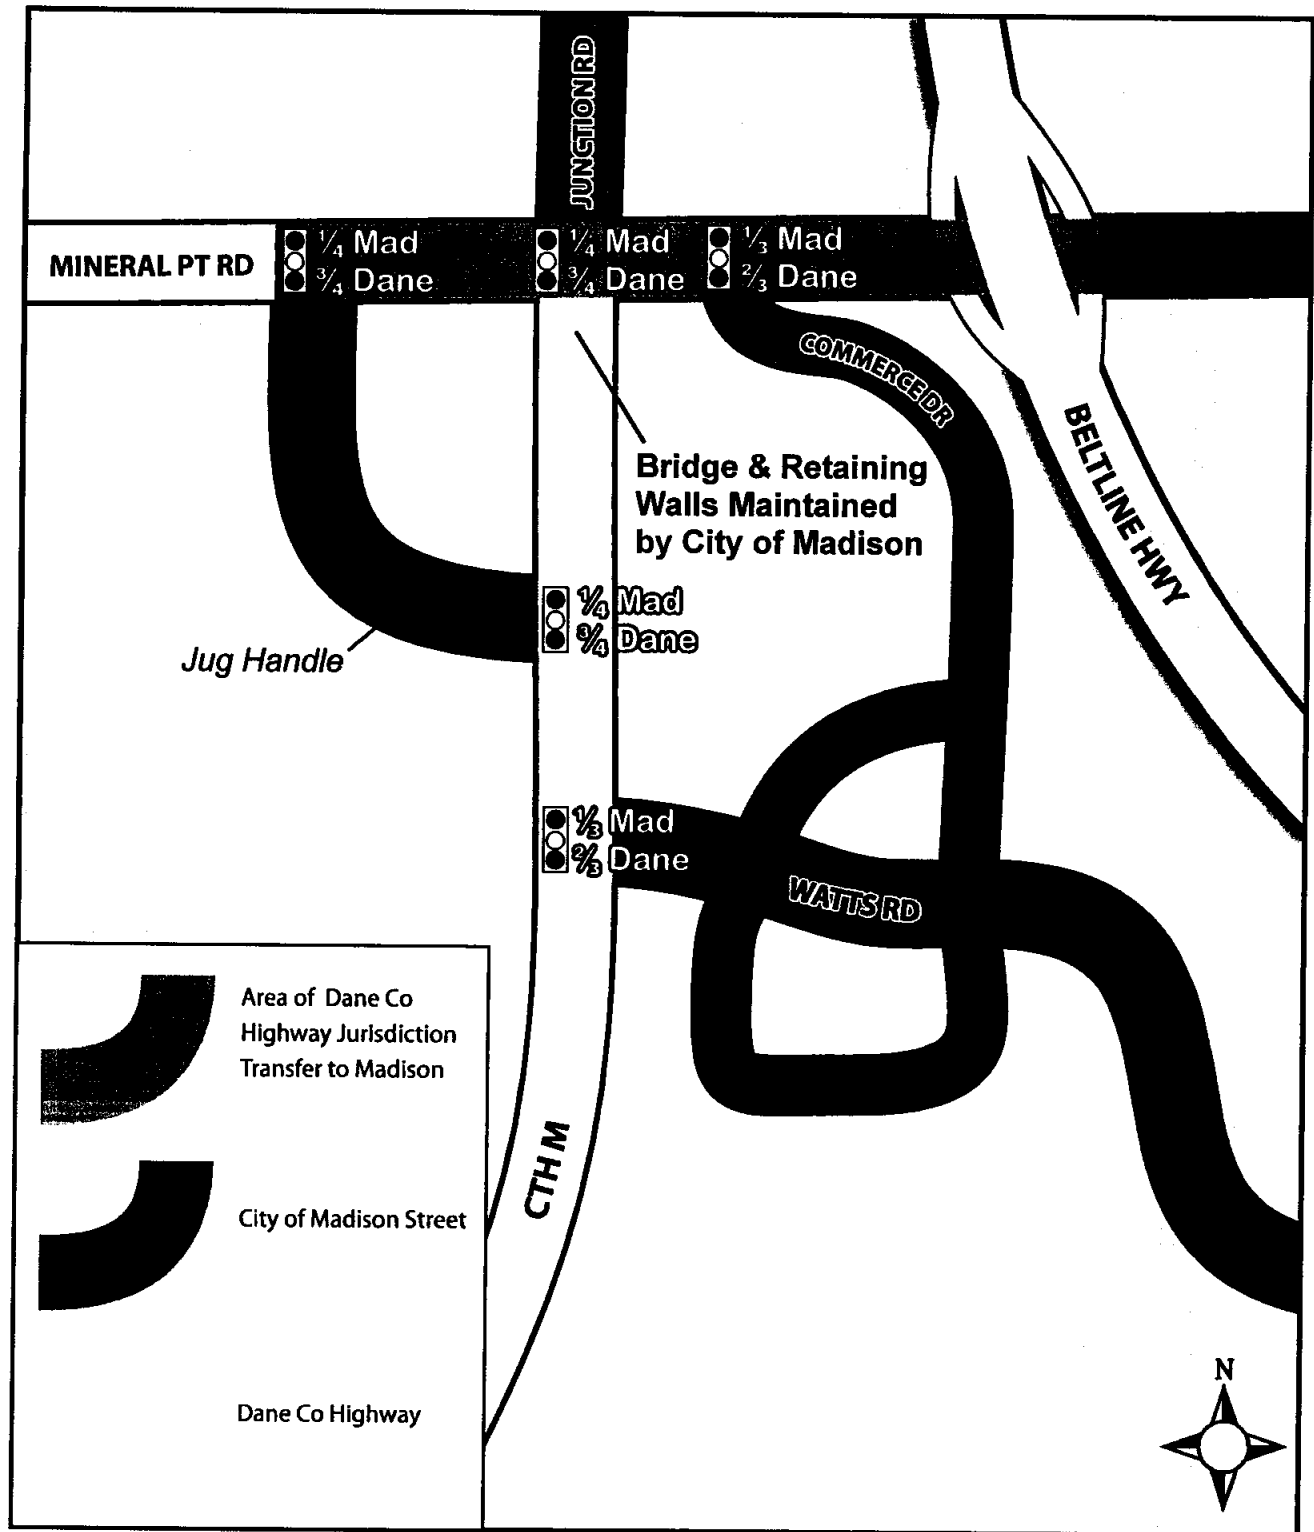 JUNCTION RD
MINERAL PT RD
¼ Mad
¾ Dane
¼ Mad
¾ Dane
⅓ Mad
⅔ Dane
COMMERCE DR
BELTLINE HWY
Bridge & Retaining
Walls Maintained
by City of Madison
¼ Mad
¾ Dane
Jug Handle
⅓ Mad
⅔ Dane
WATTS RD
CTH M
Area of Dane Co
Highway Jurisdiction
Transfer to Madison
City of Madison Street
Dane Co Highway
N